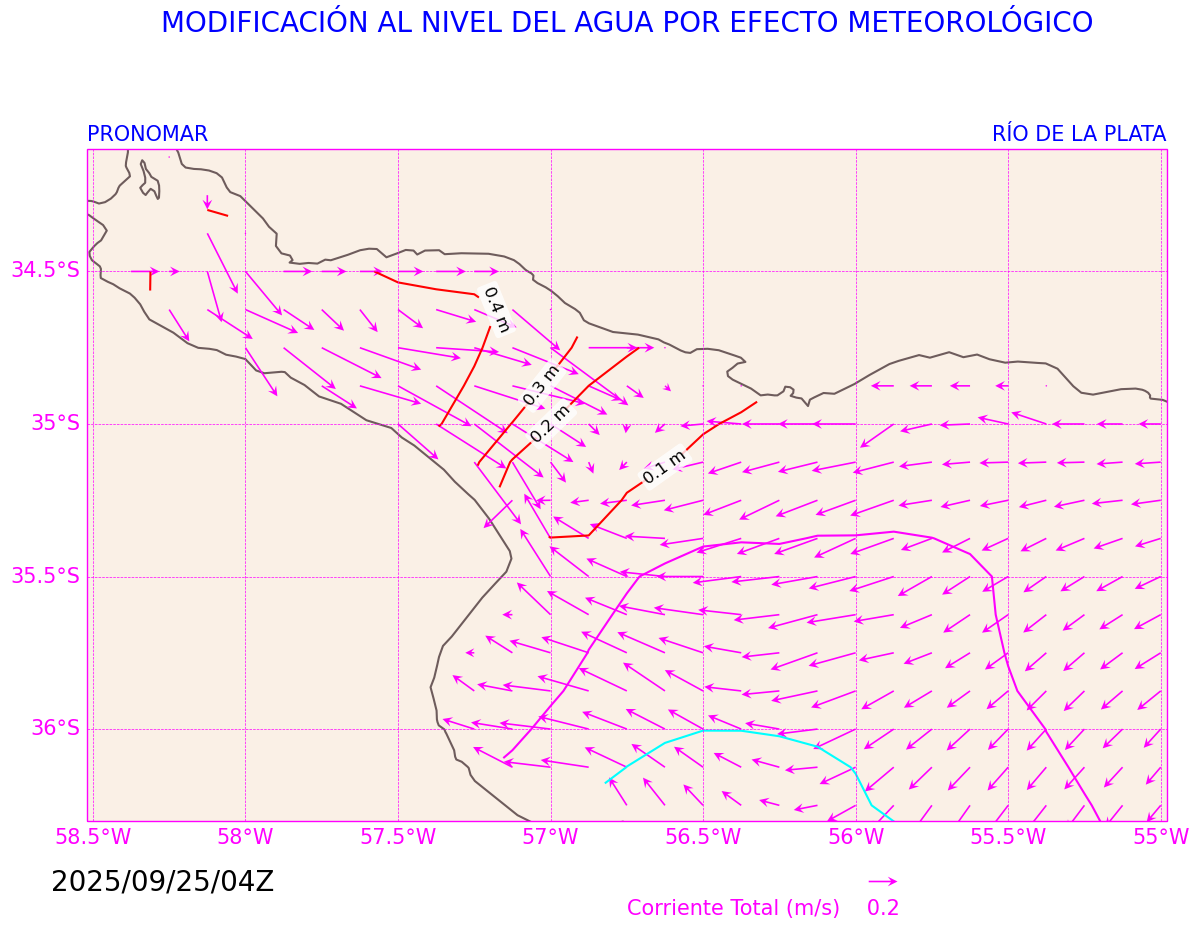 MODIFICACIÓN AL NIVEL DEL AGUA POR EFECTO METEOROLÓGICO
PRONOMAR
RÍO DE LA PLATA
34.5°S
35°S
35.5°S
36°S
0.4 m
0.3 m
0.2 m
0.1 m
58.5°W
58°W
57.5°W
57°W
56.5°W
56°W
55.5°W
55°W
2025/09/25/04Z
Corriente Total (m/s)
0.2